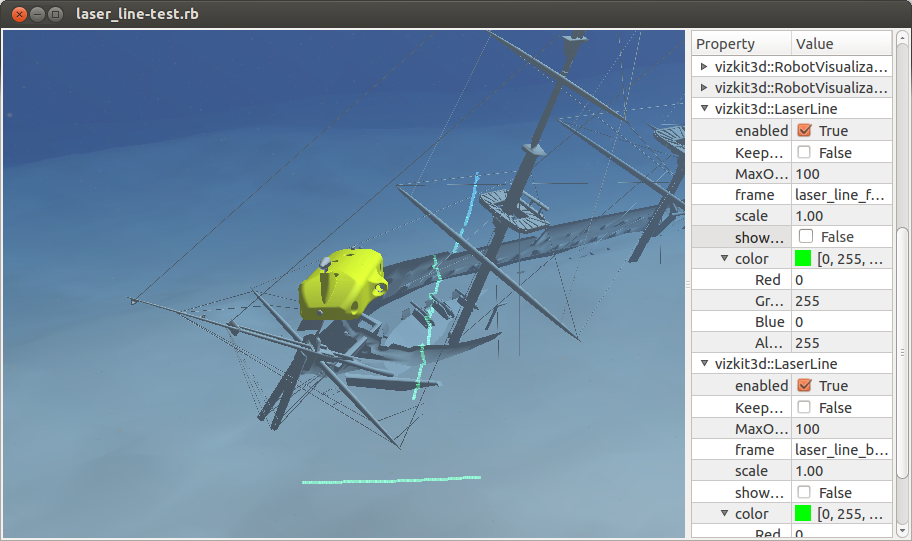 laser_line-test.rb
Property Value
vizkit3d::RobotVisualiza...
vizkit3d::RobotVisualiza...
vizkit3d::LaserLine
enabled True
Keep... False
MaxO... 100
frame laser_line_f...
scale 1.00
show... False
color [0, 255, ...
Red 0
Gr... 255
Blue 0
Al... 255
vizkit3d::LaserLine
enabled True
Keep... False
MaxO... 100
frame laser_line_b...
scale 1.00
show... False
color [0, 255, ...
Red 0